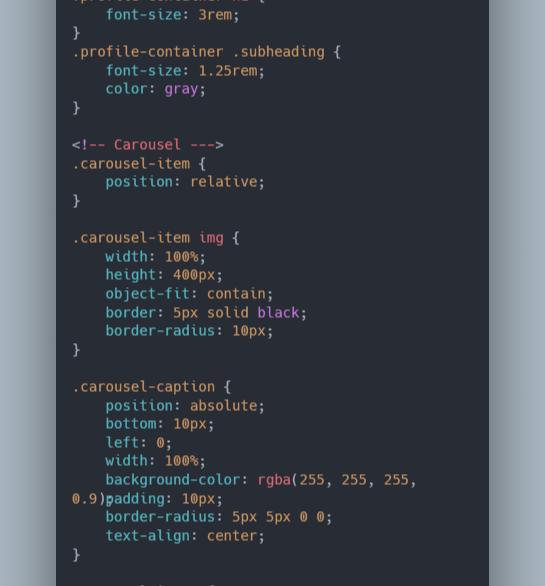 font-size: 3rem;
}
.profile-container .subheading {
font-size: 1.25rem;
color: gray;
}
<!-- Carousel --->
.carousel-item {
position: relative;
}
.carousel-item img {
width: 100%;
height: 400px;
object-fit: contain;
border: 5px solid black;
border-radius: 10px;
}
.carousel-caption {
position: absolute;
bottom: 10px;
left: 0;
width: 100%;
background-color: rgba(255, 255, 255,
0.9);padding: 10px;
border-radius: 5px 5px 0 0;
text-align: center;
}